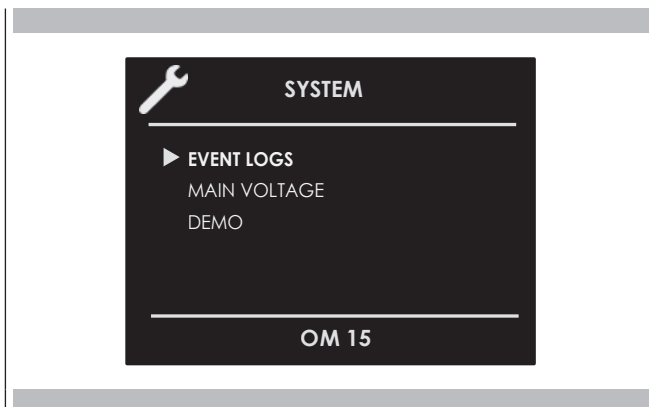 SYSTEM
EVENT LOGS
MAIN VOLTAGE
DEMO
OM 15